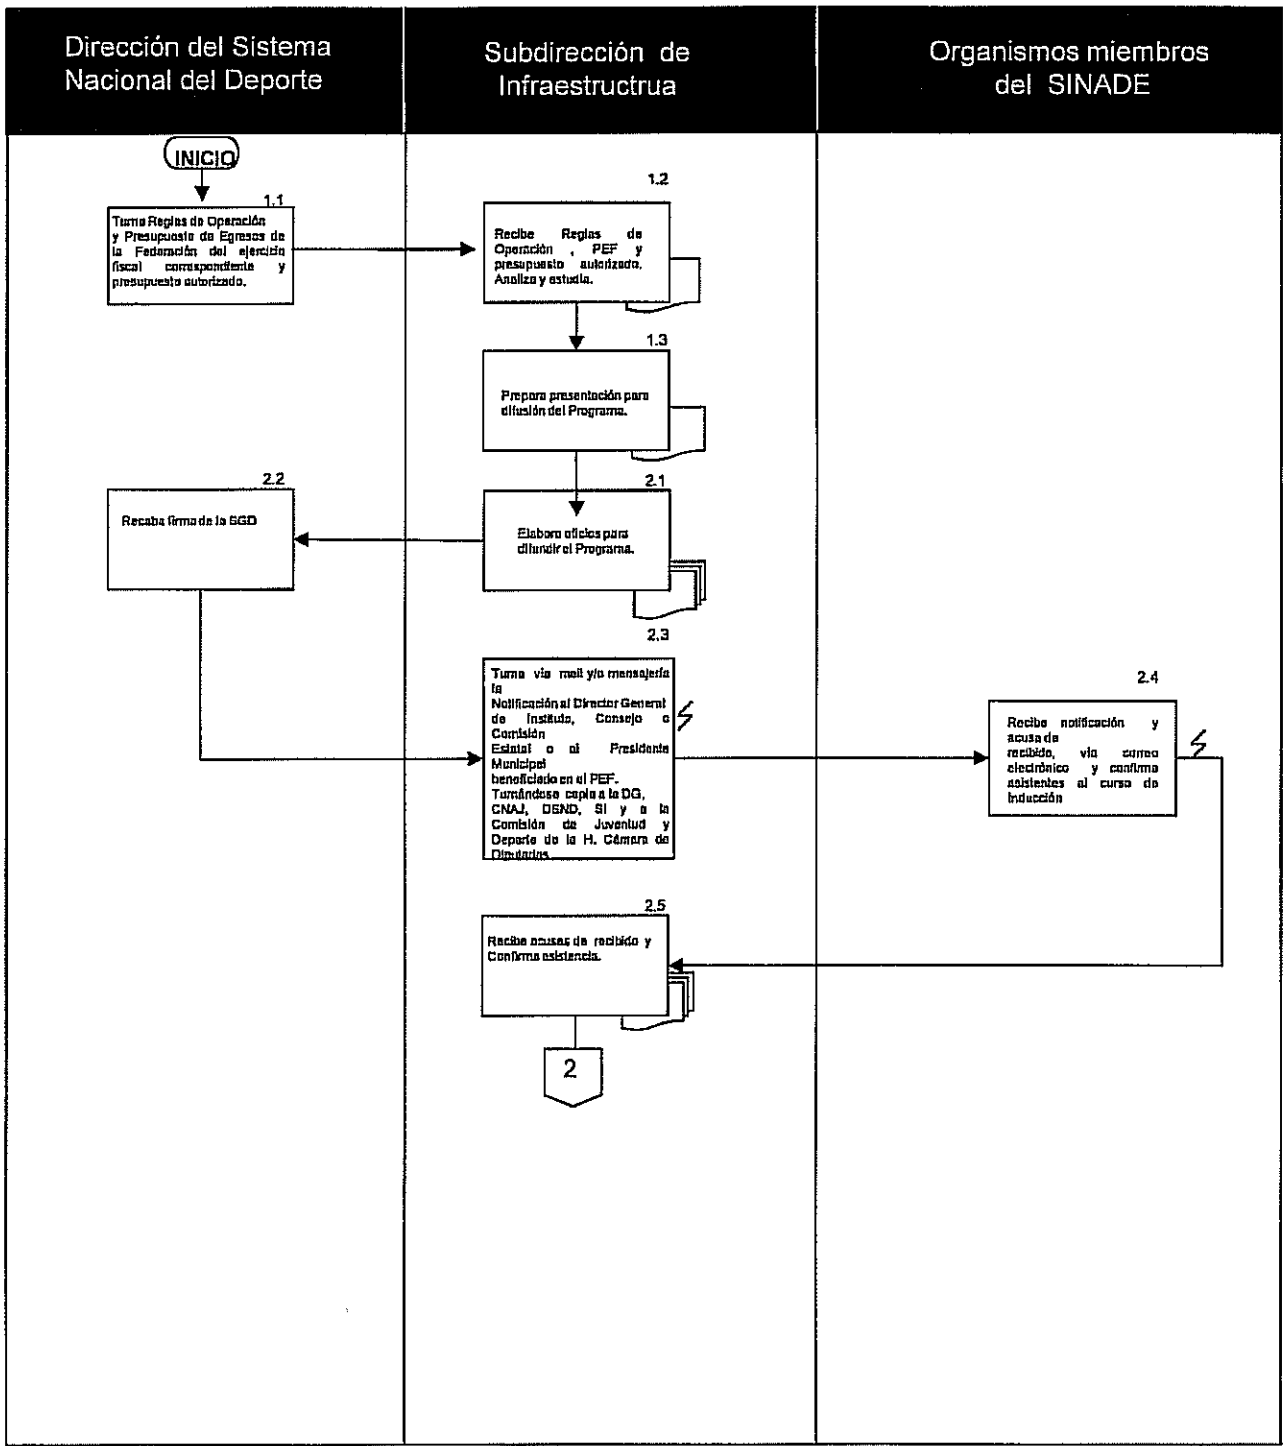 Dirección del Sistema
Nacional del Deporte
Subdirección de
Infraestructrua
Organismos miembros
del SINADE
INICIO
1.1
Turna Reglas de Operación
y Presupuesto de Egresos de
la Federación del ejercicio
fiscal correspondiente y
presupuesto autorizado.
1.2
Recibe Reglas de
Operación , PEF y
presupuesto autorizado.
Analiza y estudia.
1.3
Prepara presentación para
difusión del Programa.
2.1
Elabora oficios para
difundir el Programa.
2.2
Recaba firma de la SGD
2.3
Turna vía mail y/o mensajería
la
Notificación al Director General
de Instituto, Consejo o
Comisión
Estatal o al Presidente
Municipal
beneficiado en el PEF.
Turnándose copia a la DG,
CNAJ, DSND, SI y a la
Comisión de Juventud y
Deporte de la H. Cámara de
Diputados
2.4
Recibe notificación y
acusa de
recibido, vía correo
electrónico y confirma
asistentes al curso de
Inducción
2.5
Recibe acuses de recibido y
Confirma asistencia.
2